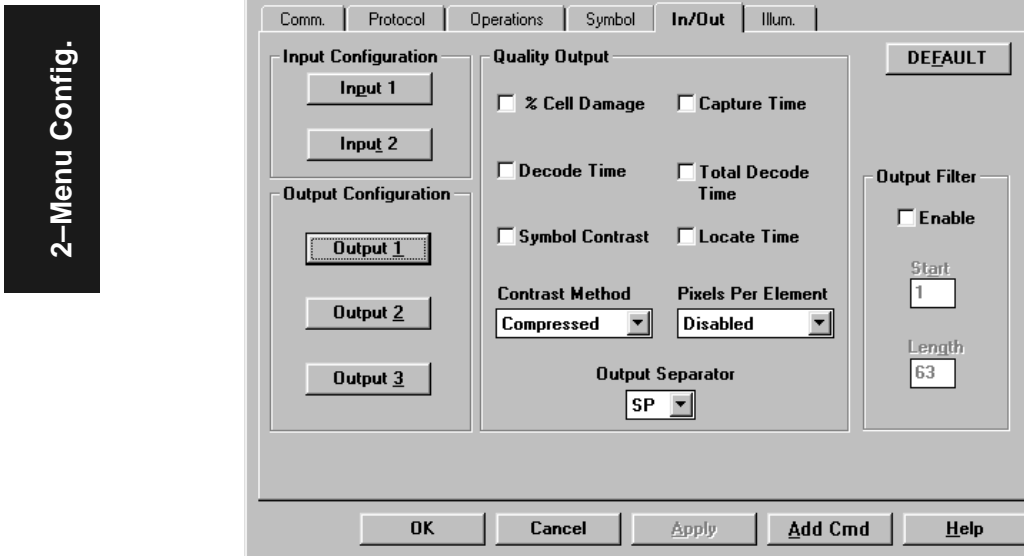 2–Menu Config.
Comm. Protocol Operations Symbol In/Out Illum.
Input Configuration
Input 1
Input 2
Output Configuration
Output 1
Output 2
Output 3
Quality Output
% Cell Damage
Capture Time
Decode Time
Total Decode
Time
Symbol Contrast
Locate Time
Contrast Method
Compressed
Pixels Per Element
Disabled
Output Separator
SP
DEFAULT
Output Filter
Enable
Start
1
Length
63
OK Cancel Apply Add Cmd Help